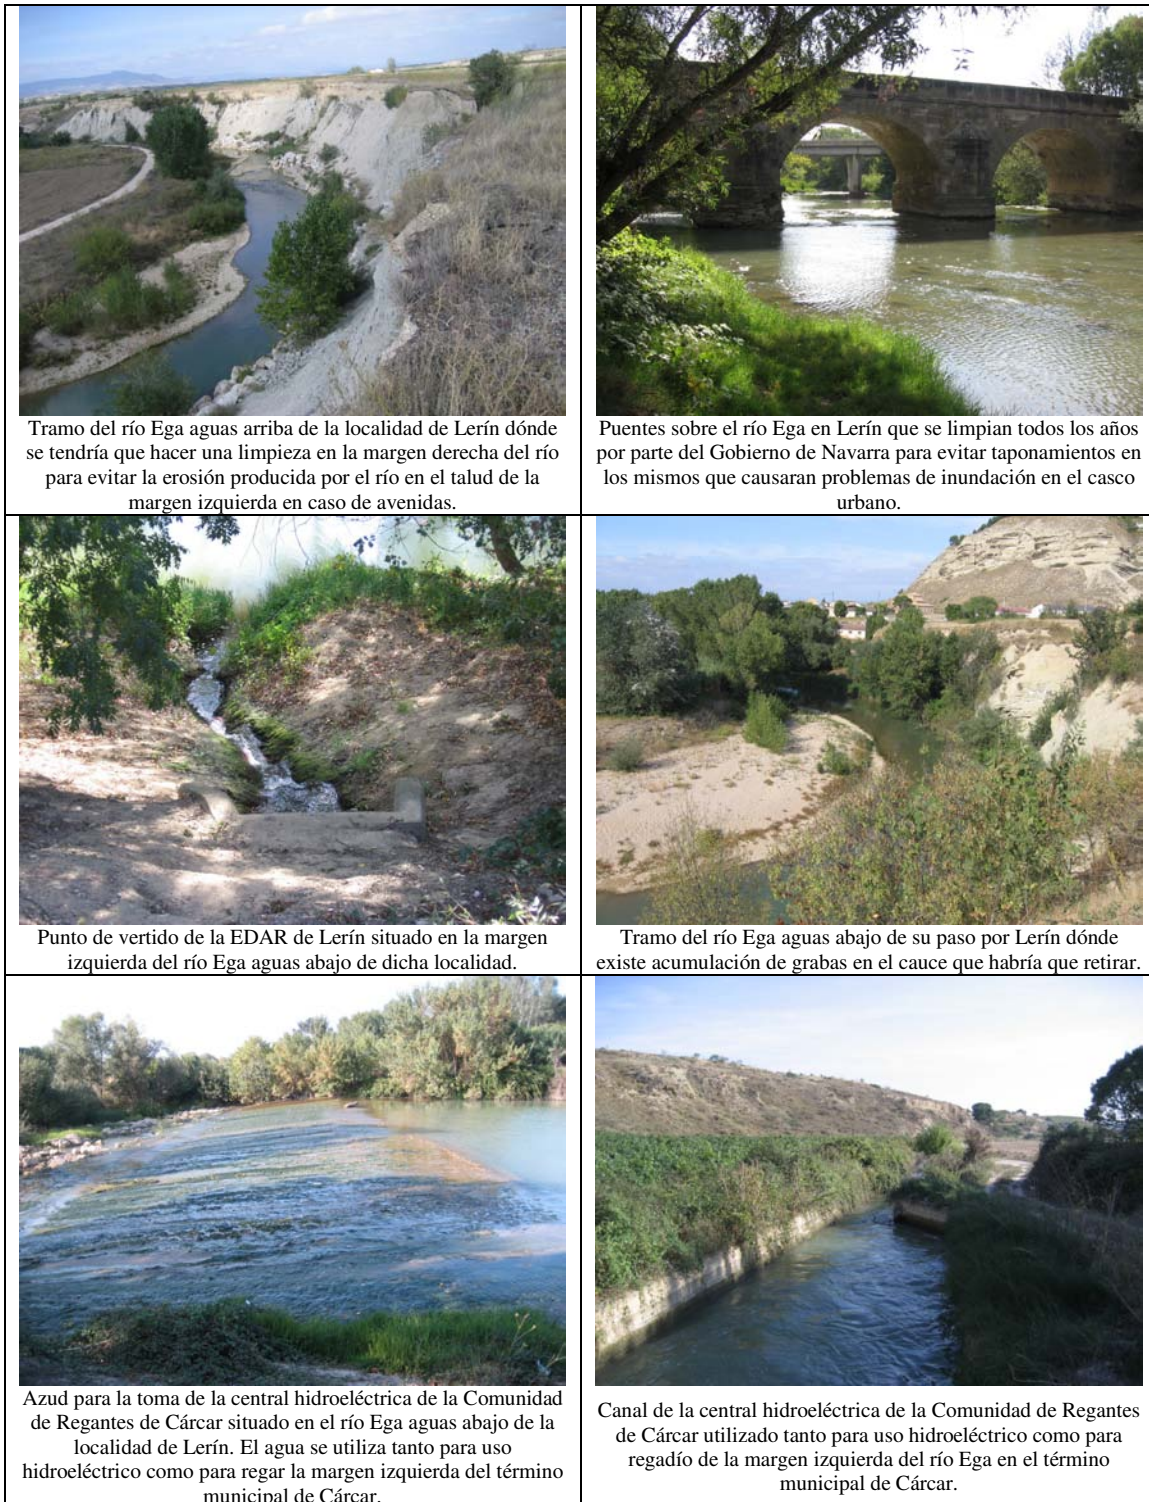 Tramo del río Ega aguas arriba de la localidad de Lerín dónde
se tendría que hacer una limpieza en la margen derecha del río
para evitar la erosión producida por el río en el talud de la
margen izquierda en caso de avenidas.
Puentes sobre el río Ega en Lerín que se limpian todos los años
por parte del Gobierno de Navarra para evitar taponamientos en
los mismos que causaran problemas de inundación en el casco
urbano.
Punto de vertido de la EDAR de Lerín situado en la margen
izquierda del río Ega aguas abajo de dicha localidad.
Tramo del río Ega aguas abajo de su paso por Lerín dónde
existe acumulación de grabas en el cauce que habría que retirar.
Azud para la toma de la central hidroeléctrica de la Comunidad
de Regantes de Cárcar situado en el río Ega aguas abajo de la
localidad de Lerín. El agua se utiliza tanto para uso
hidroeléctrico como para regar la margen izquierda del término
municipal de Cárcar.
Canal de la central hidroeléctrica de la Comunidad de Regantes
de Cárcar utilizado tanto para uso hidroeléctrico como para
regadío de la margen izquierda del río Ega en el término
municipal de Cárcar.